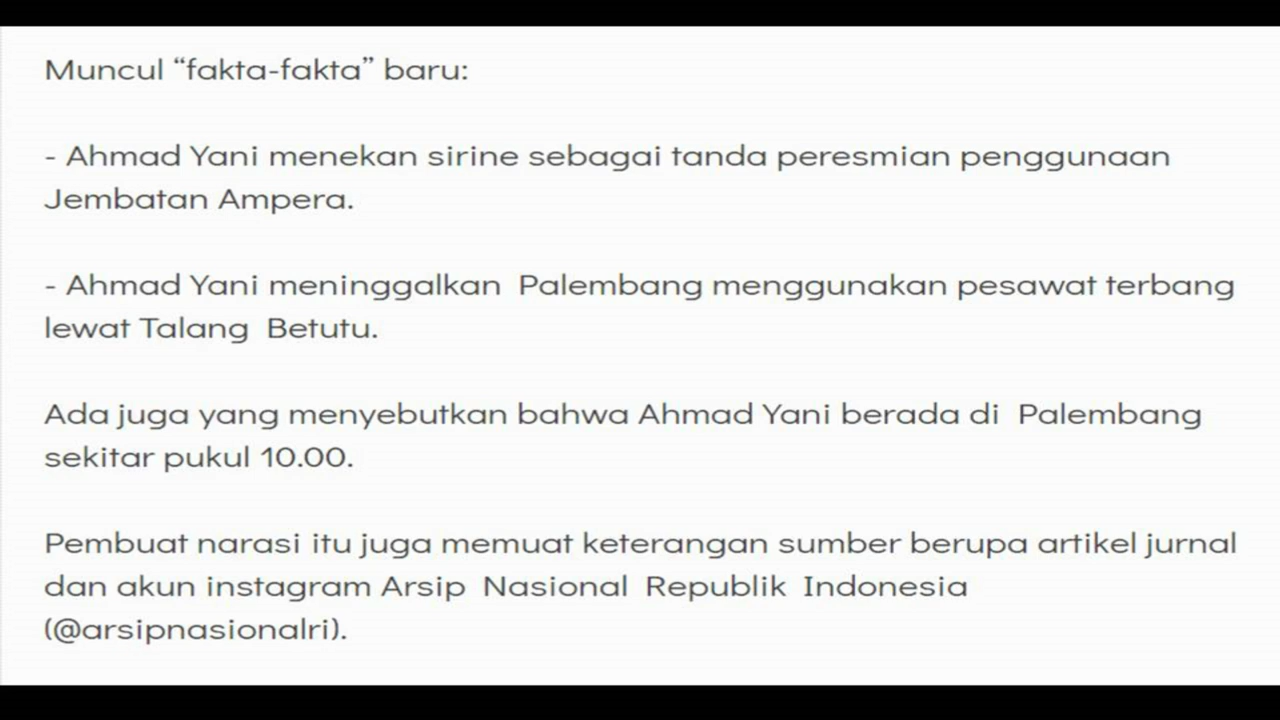 Muncul “fakta-fakta” baru:
- Ahmad Yani menekan sirine sebagai tanda peresmian penggunaan
Jembatan Ampera.
- Ahmad Yani meninggalkan Palembang menggunakan pesawat terbang
lewat Talang Betutu.
Ada juga yang menyebutkan bahwa Ahmad Yani berada di Palembang
sekitar pukul 10.00.
Pembuat narasi itu juga memuat keterangan sumber berupa artikel jurnal
dan akun instagram Arsip Nasional Republik Indonesia
(@arsipnasionalri).